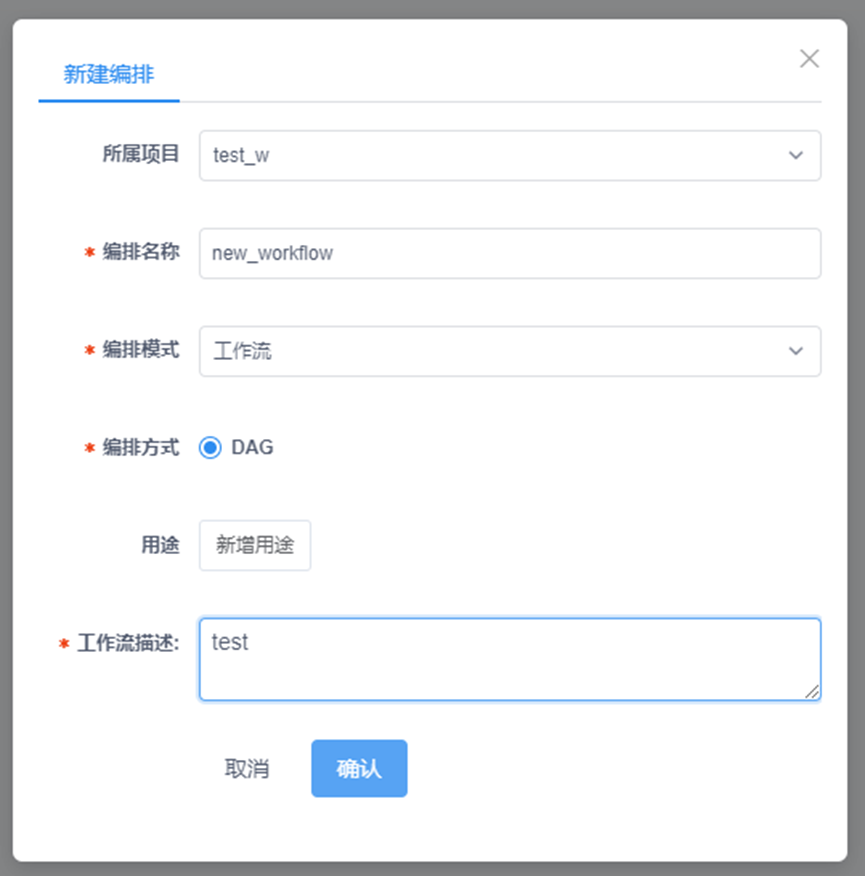 新建编排
所属项目 test_w
* 编排名称 new_workflow
* 编排模式 工作流
* 编排方式 DAG
用途 新增用途
* 工作流描述: test
取消 确认